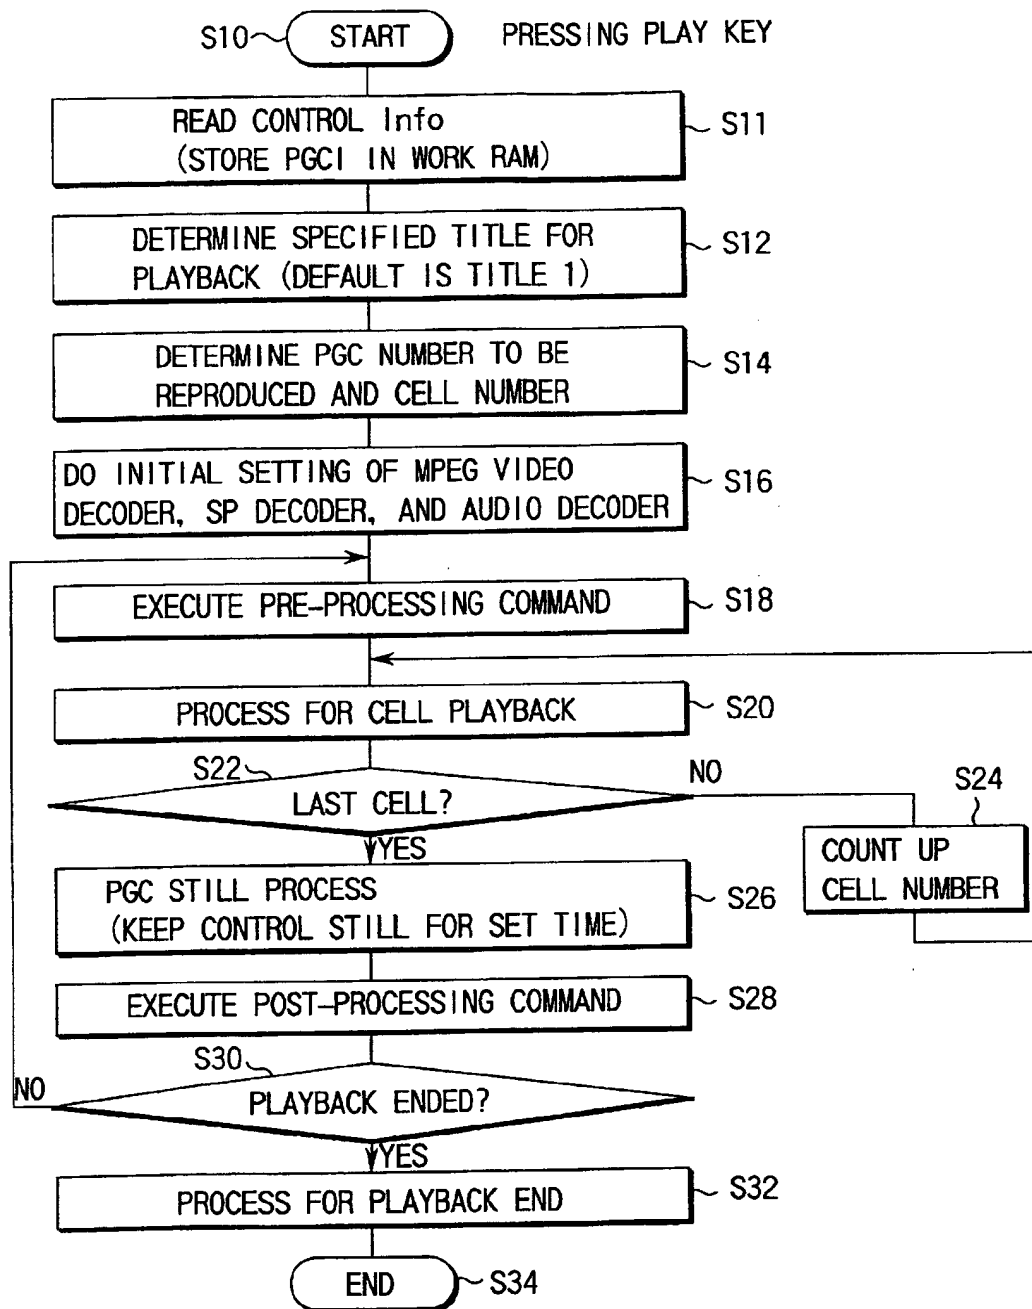 S10 START PRESSING PLAY KEY
READ CONTROL Info S11
(STORE PGCI IN WORK RAM)
DETERMINE SPECIFIED TITLE FOR S12
PLAYBACK (DEFAULT IS TITLE 1)
DETERMINE PGC NUMBER TO BE S14
REPRODUCED AND CELL NUMBER
DO INITIAL SETTING OF MPEG VIDEO S16
DECODER, SP DECODER, AND AUDIO DECODER
EXECUTE PRE-PROCESSING COMMAND S18
PROCESS FOR CELL PLAYBACK S20
S22 NO
LAST CELL? S24
YES
COUNT UP
CELL NUMBER
PGC STILL PROCESS S26
(KEEP CONTROL STILL FOR SET TIME)
EXECUTE POST-PROCESSING COMMAND S28
S30
NO PLAYBACK ENDED?
YES
PROCESS FOR PLAYBACK END S32
END S34